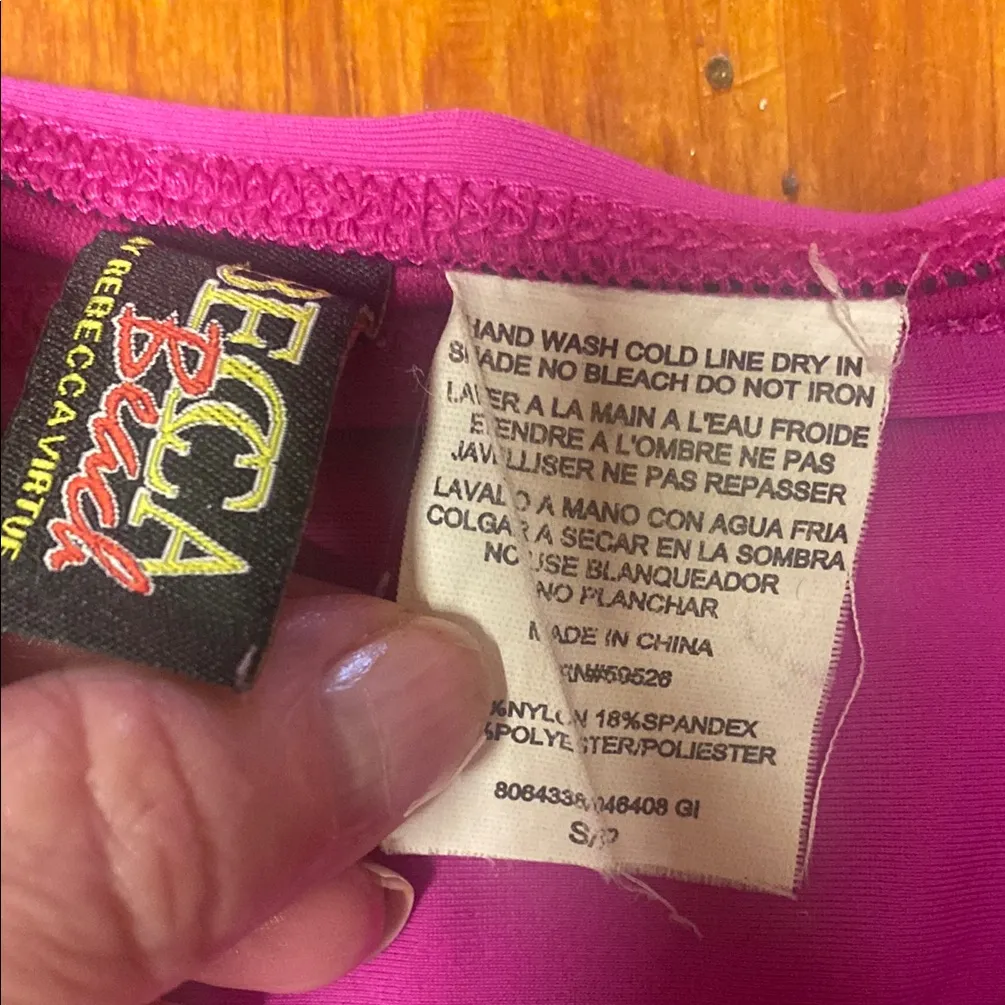 BECCA
Beach
BY REBECCA VIRTUE
HAND WASH COLD LINE DRY IN
SHADE NO BLEACH DO NOT IRON
LAVER A LA MAIN A L'EAU FROIDE
ETENDRE A L'OMBRE NE PAS
JAVELLISER NE PAS REPASSER
LAVALO A MANO CON AGUA FRIA
COLGAR A SECAR EN LA SOMBRA
NO USE BLANQUEADOR
NO PLANCHAR
MADE IN CHINA
RN#59526
%NYLON 18%SPANDEX
%POLYESTER/POLIESTER
GI
S/P